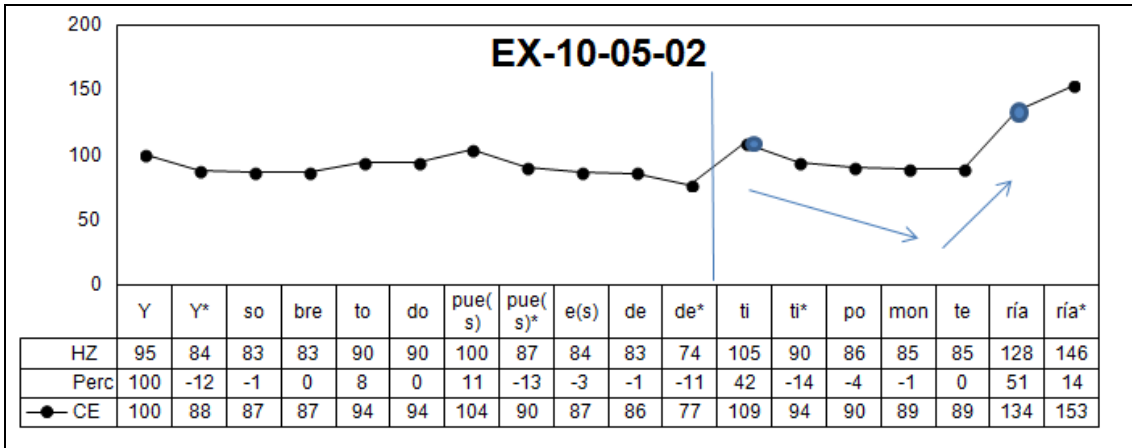 EX-10-05-02
200
150
100
50
0
Y Y* so bre to do pue(s) pue(s)* e(s) de de* ti ti* po mon te ría ría*
HZ 95 84 83 83 90 90 100 87 84 83 74 105 90 86 85 85 128 146
Perc 100 -12 -1 0 8 0 11 -13 -3 -1 -11 42 -14 -4 -1 0 51 14
CE 100 88 87 87 94 94 104 90 87 86 77 109 94 90 89 89 134 153